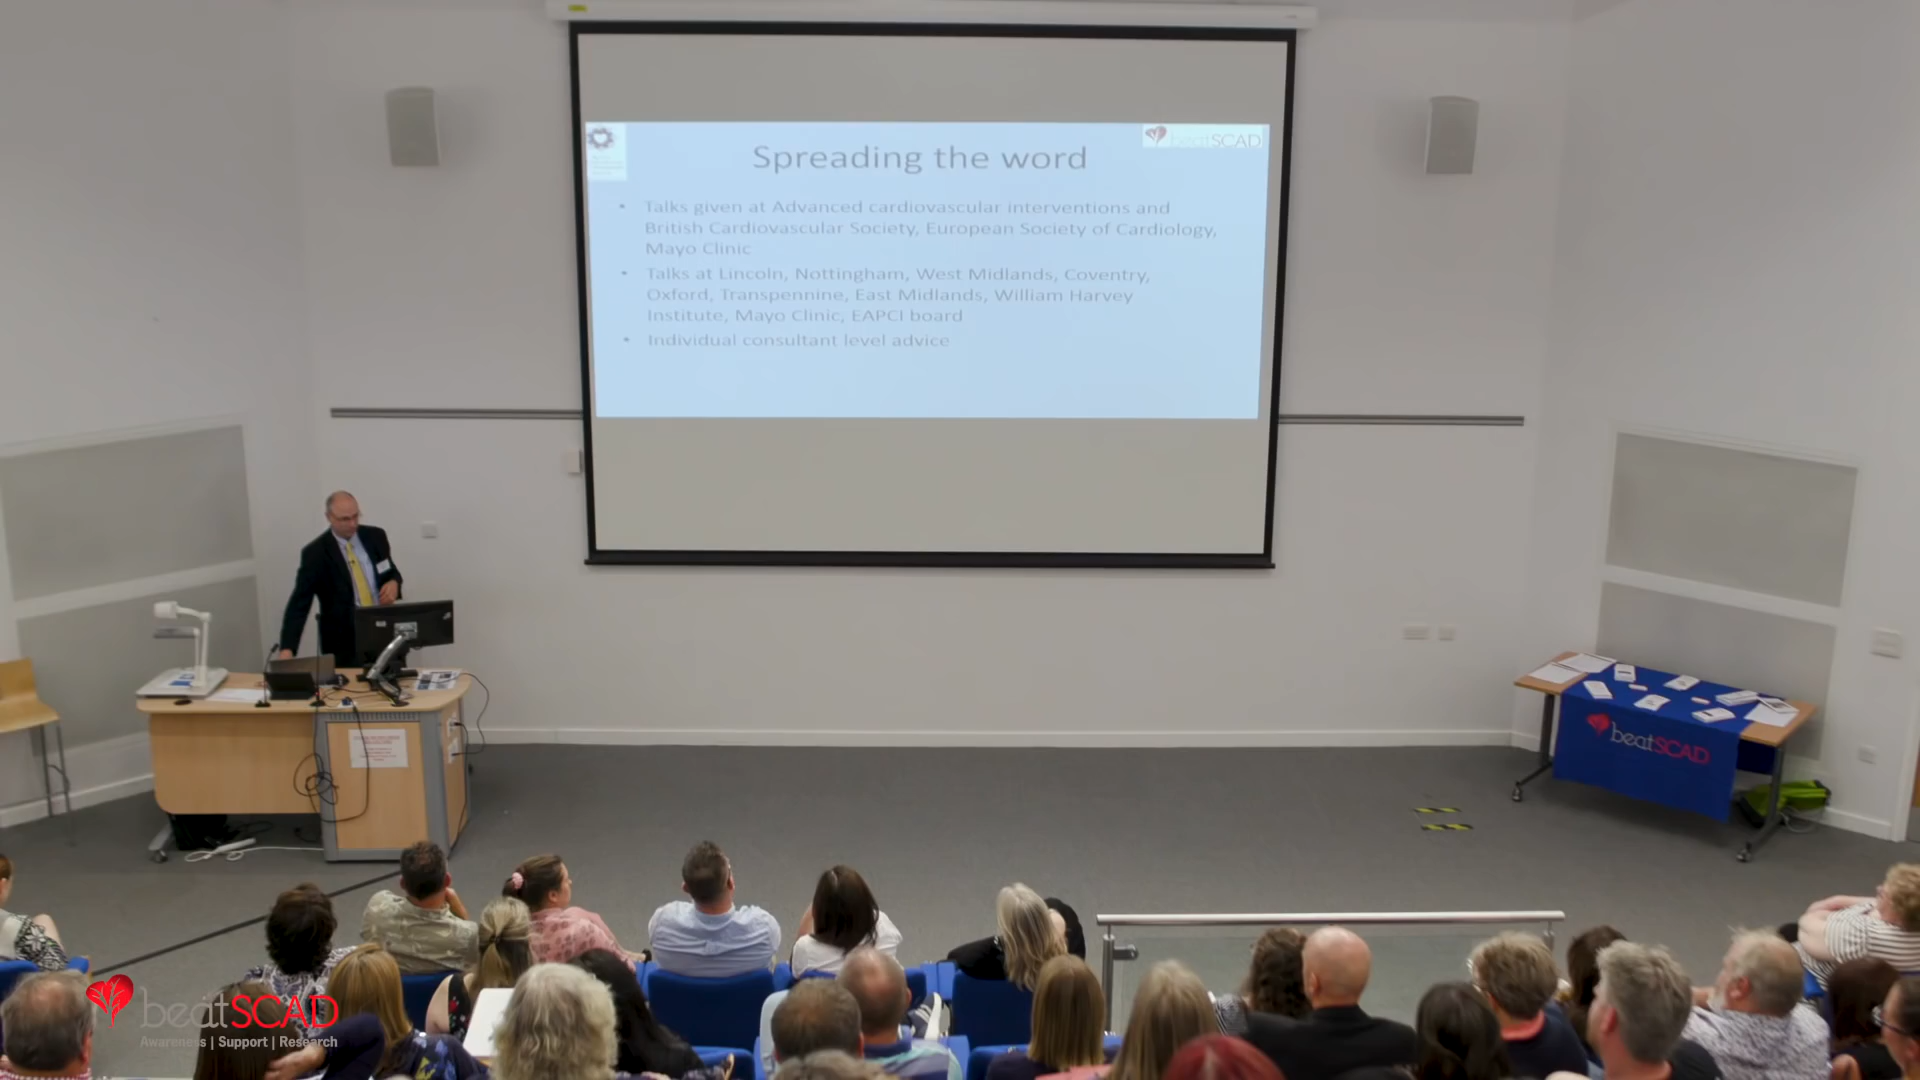 beatSCAD
Spreading the word
• Talks given at Advanced cardiovascular interventions and
British Cardiovascular Society, European Society of Cardiology,
Mayo Clinic
• Talks at Lincoln, Nottingham, West Midlands, Coventry,
Oxford, Transpennine, East Midlands, William Harvey
Institute, Mayo Clinic, EAPCI board
• Individual consultant level advice
beatSCAD
beatSCAD
Awareness | Support | Research